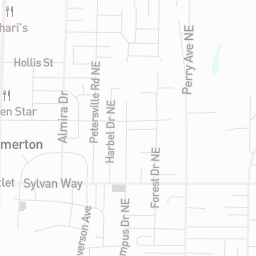 hari's
Hollis St
Perry Ave NE
Petersville Rd NE
Almira Dr
Harbel Dr NE
en Star
merton
Forest Dr NE
tlet
Sylvan Way
erson Ave
mpus Dr NE